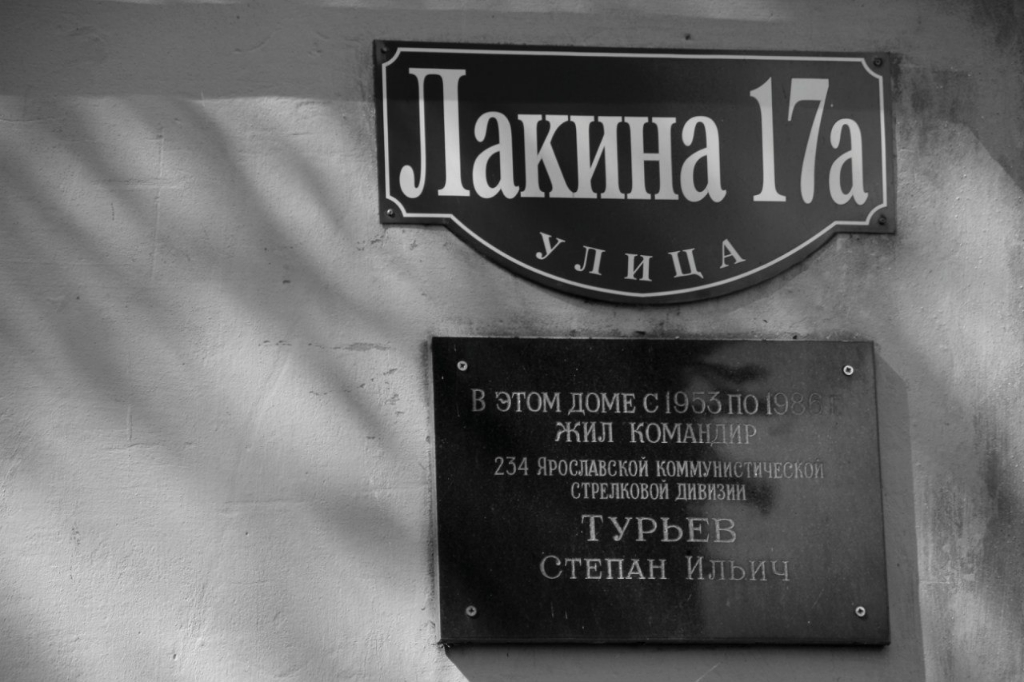 Лакина 17а
УЛИЦА
В ЭТОМ ДОМЕ С 1953 ПО 1986 Г.
ЖИЛ КОМАНДИР
234 ЯРОСЛАВСКОЙ КОММУНИСТИЧЕСКОЙ
СТРЕЛКОВОЙ ДИВИЗИИ
ТУРЬЕВ
СТЕПАН ИЛЬИЧ